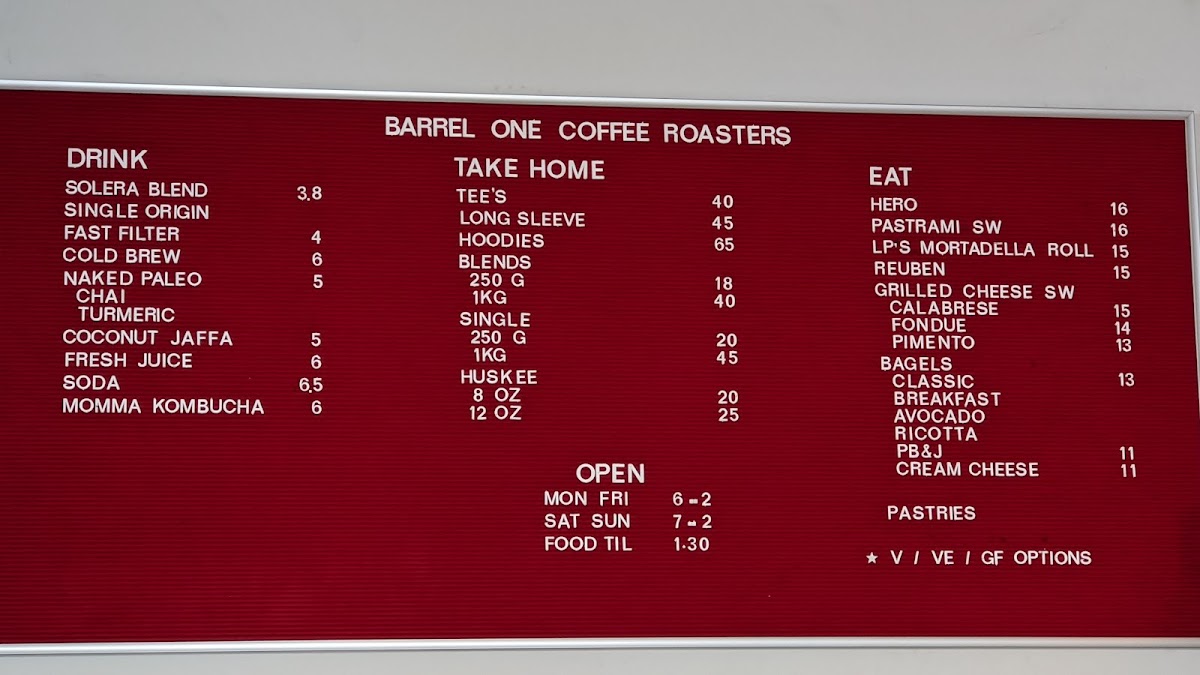 BARREL ONE COFFEE ROASTERS
DRINK
SOLERA BLEND 3.8
SINGLE ORIGIN
FAST FILTER 4
COLD BREW 6
NAKED PALEO 5
CHAI
TURMERIC
COCONUT JAFFA 5
FRESH JUICE 6
SODA 6.5
MOMMA KOMBUCHA 6
TAKE HOME
TEE'S 40
LONG SLEEVE 45
HOODIES 65
BLENDS
250 G 18
1KG 40
SINGLE
250 G 20
1KG 45
HUSKEE
8 OZ 20
12 OZ 25
OPEN
MON FRI 6-2
SAT SUN 7-2
FOOD TIL 1.30
EAT
HERO 16
PASTRAMI SW 16
LP'S MORTADELLA ROLL 15
REUBEN 15
GRILLED CHEESE SW
CALABRESE 15
FONDUE 14
PIMENTO 13
BAGELS
CLASSIC 13
BREAKFAST
AVOCADO
RICOTTA
PB&J 11
CREAM CHEESE 11
PASTRIES
★ V / VE / GF OPTIONS